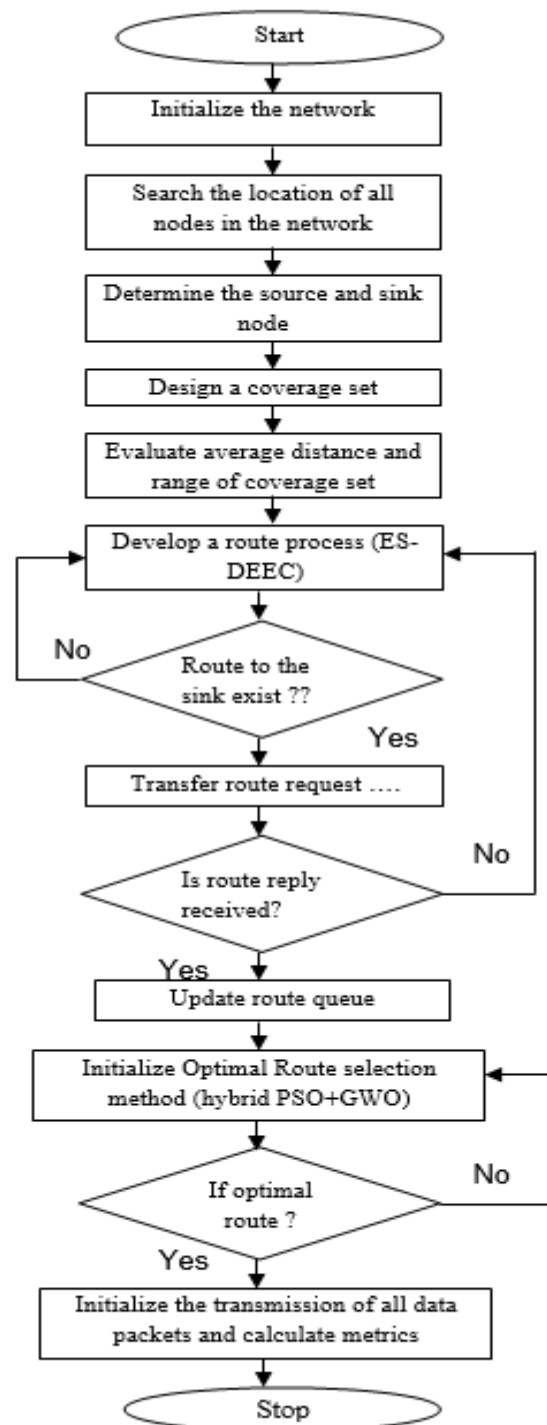 Start
Initialize the network
Search the location of all
nodes in the network
Determine the source and sink
node
Design a coverage set
Evaluate average distance and
range of coverage set
Develop a route process (ES-
DEEC)
No
Route to the
sink exist ??
Yes
Transfer route request ....
No
Is route reply
received?
Yes
Update route queue
Initialize Optimal Route selection
method (hybrid PSO+GWO)
No
If optimal
route ?
Yes
Initialize the transmission of all data
packets and calculate metrics
Stop